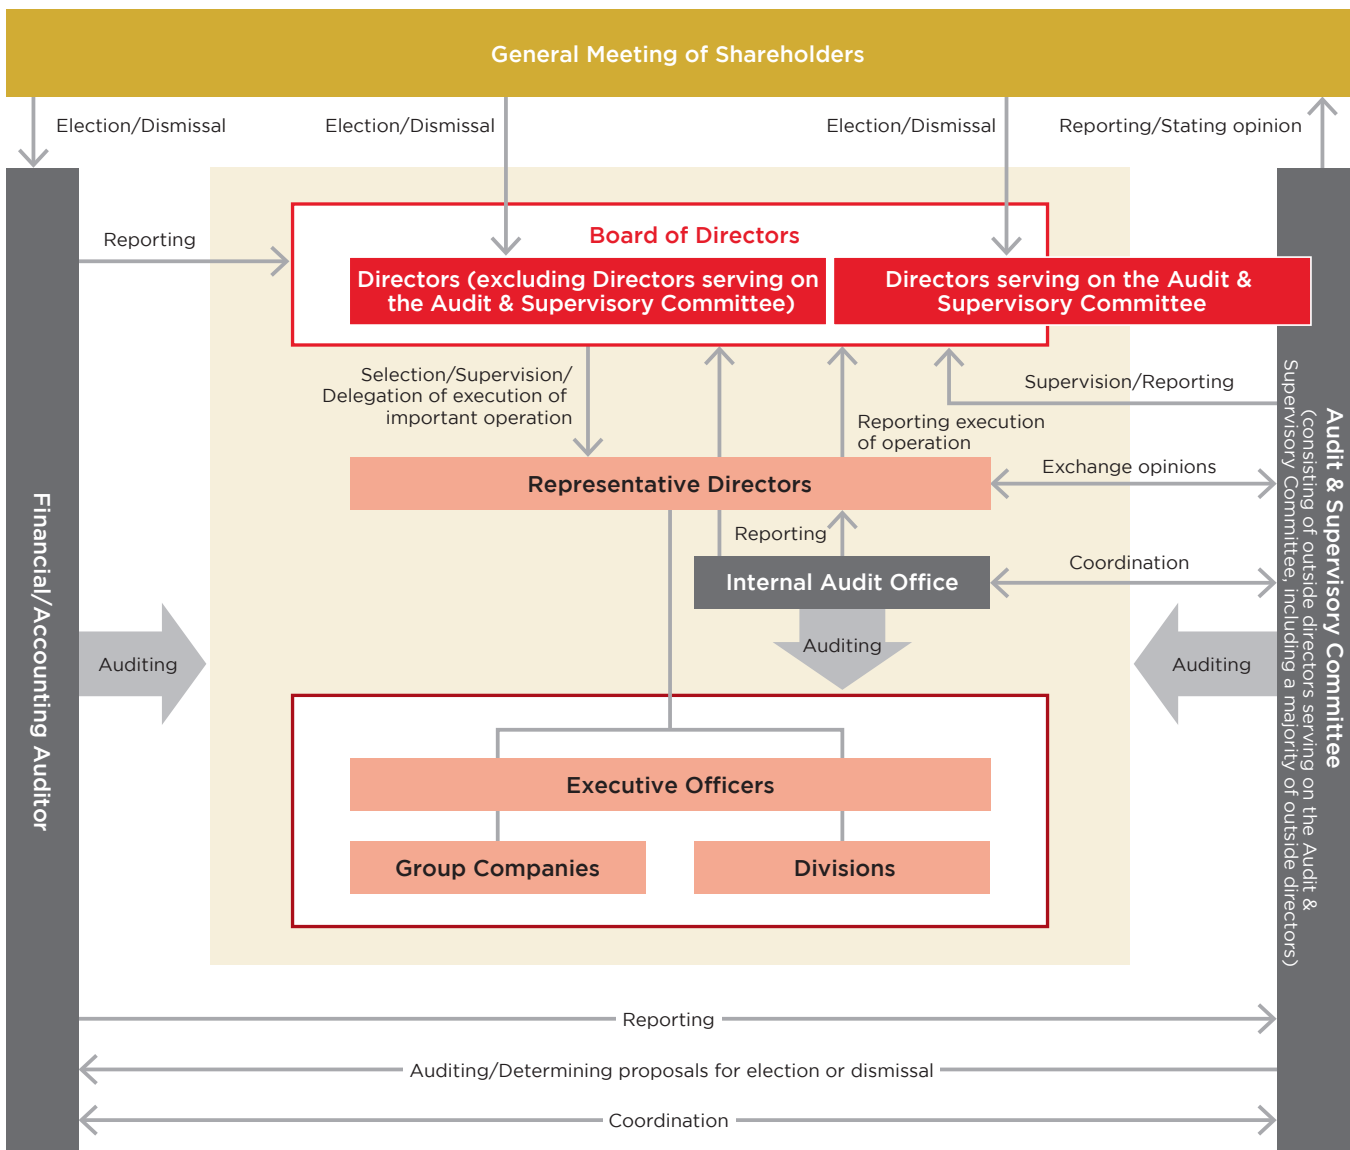 General Meeting of Shareholders
Election/Dismissal
Election/Dismissal
Election/Dismissal
Reporting/Stating opinion
Reporting
Board of Directors
Directors (excluding Directors serving on
the Audit & Supervisory Committee)
Directors serving on the Audit &
Supervisory Committee
Selection/Supervision/
Delegation of execution of
important operation
Supervision/Reporting
Reporting execution
of operation
Representative Directors
Exchange opinions
Reporting
Internal Audit Office
Coordination
Auditing
Auditing
Auditing
Financial/Accounting Auditor
Audit & Supervisory Committee
(consisting of outside directors serving on the Audit &
Supervisory Committee, including a majority of outside directors)
Executive Officers
Group Companies
Divisions
Reporting
Auditing/Determining proposals for election or dismissal
Coordination